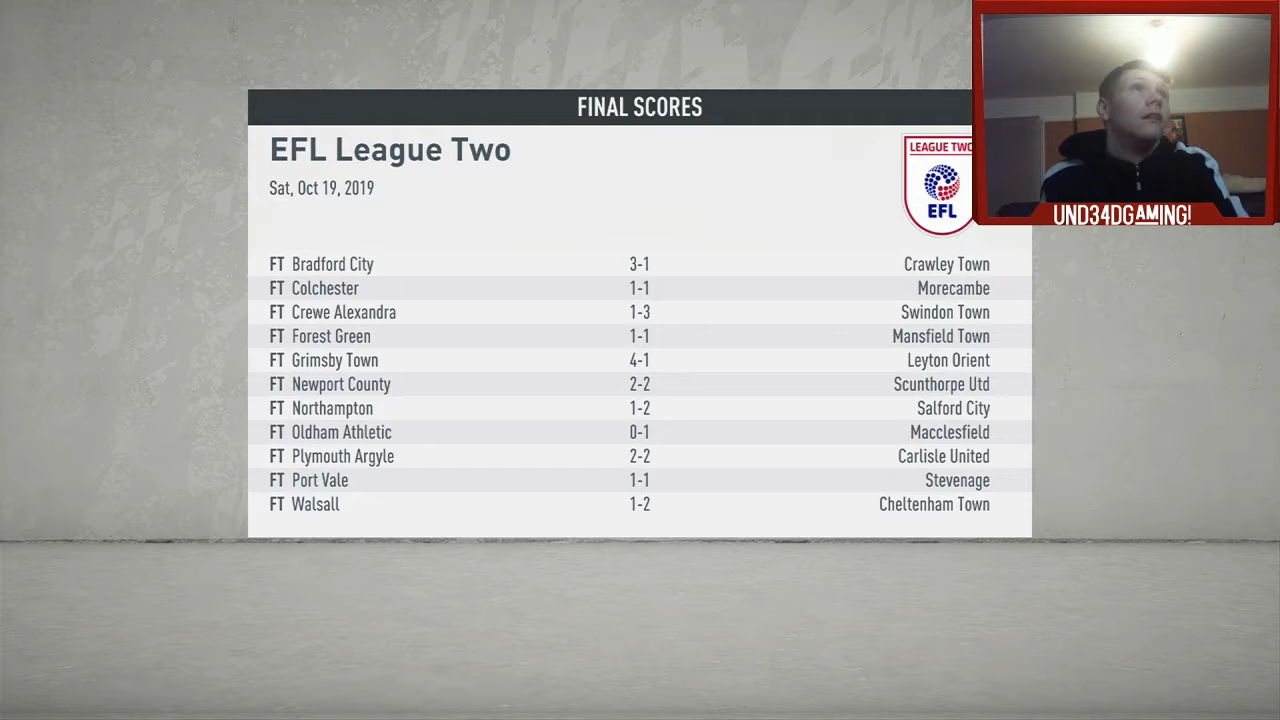 FINAL SCORES
EFL League Two
Sat, Oct 19, 2019
LEAGUE TWO
EFL
UND34DGAMING!
FT Bradford City 3-1 Crawley Town
FT Colchester 1-1 Morecambe
FT Crewe Alexandra 1-3 Swindon Town
FT Forest Green 1-1 Mansfield Town
FT Grimsby Town 4-1 Leyton Orient
FT Newport County 2-2 Scunthorpe Utd
FT Northampton 1-2 Salford City
FT Oldham Athletic 0-1 Macclesfield
FT Plymouth Argyle 2-2 Carlisle United
FT Port Vale 1-1 Stevenage
FT Walsall 1-2 Cheltenham Town